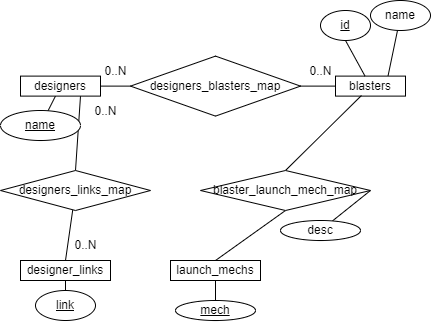 id
name
0..N
0..N
designers
designers_blasters_map
blasters
0..N
name
designers_links_map
blaster_launch_mech_map
desc
0..N
designer_links
launch_mechs
link
mech